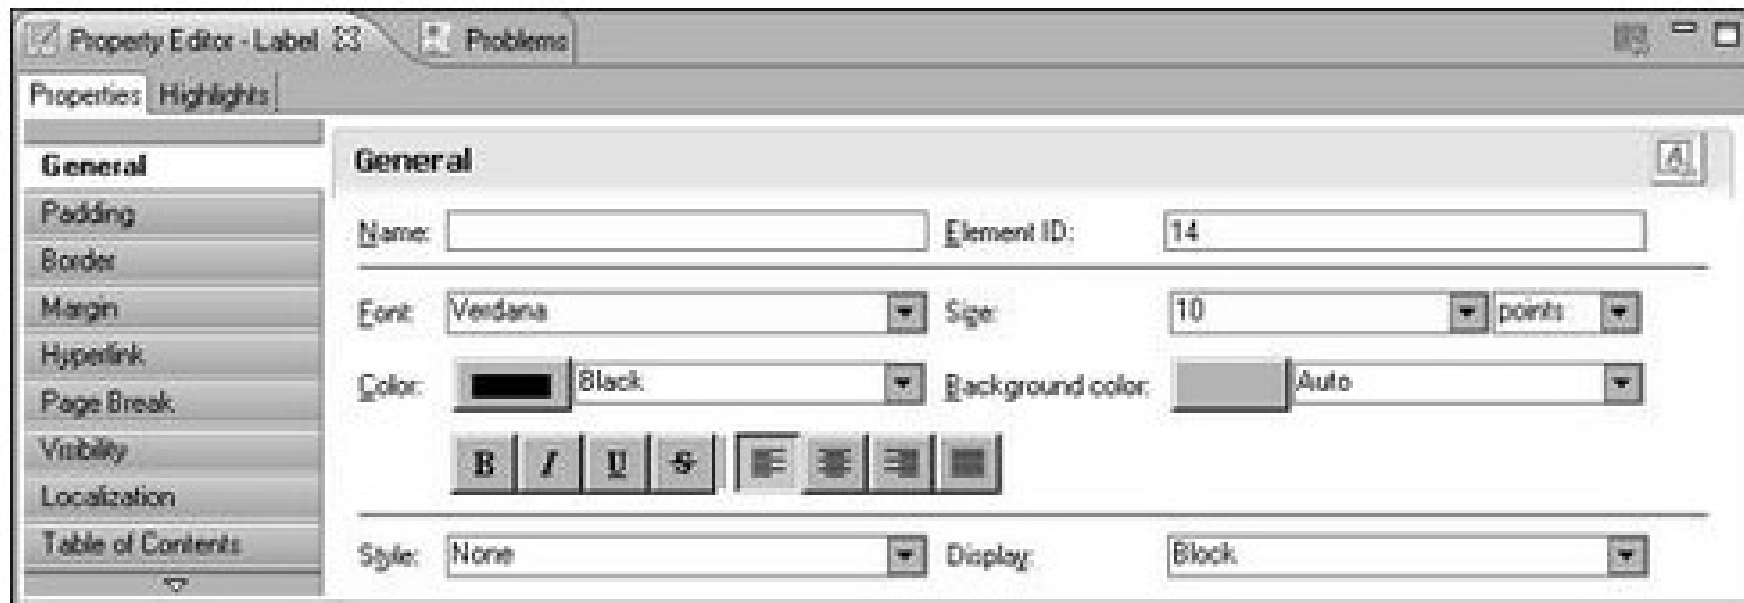 Property Editor - Label Problems
Properties Highlights
General
Padding
Border
Margin
Hyperlink
Page Break
Visibility
Localization
Table of Contents
General
Name: Element ID: 14
Font: Verdana Size: 10 points
Color: Black Background color: Auto
B I U S
Style: None Display: Block